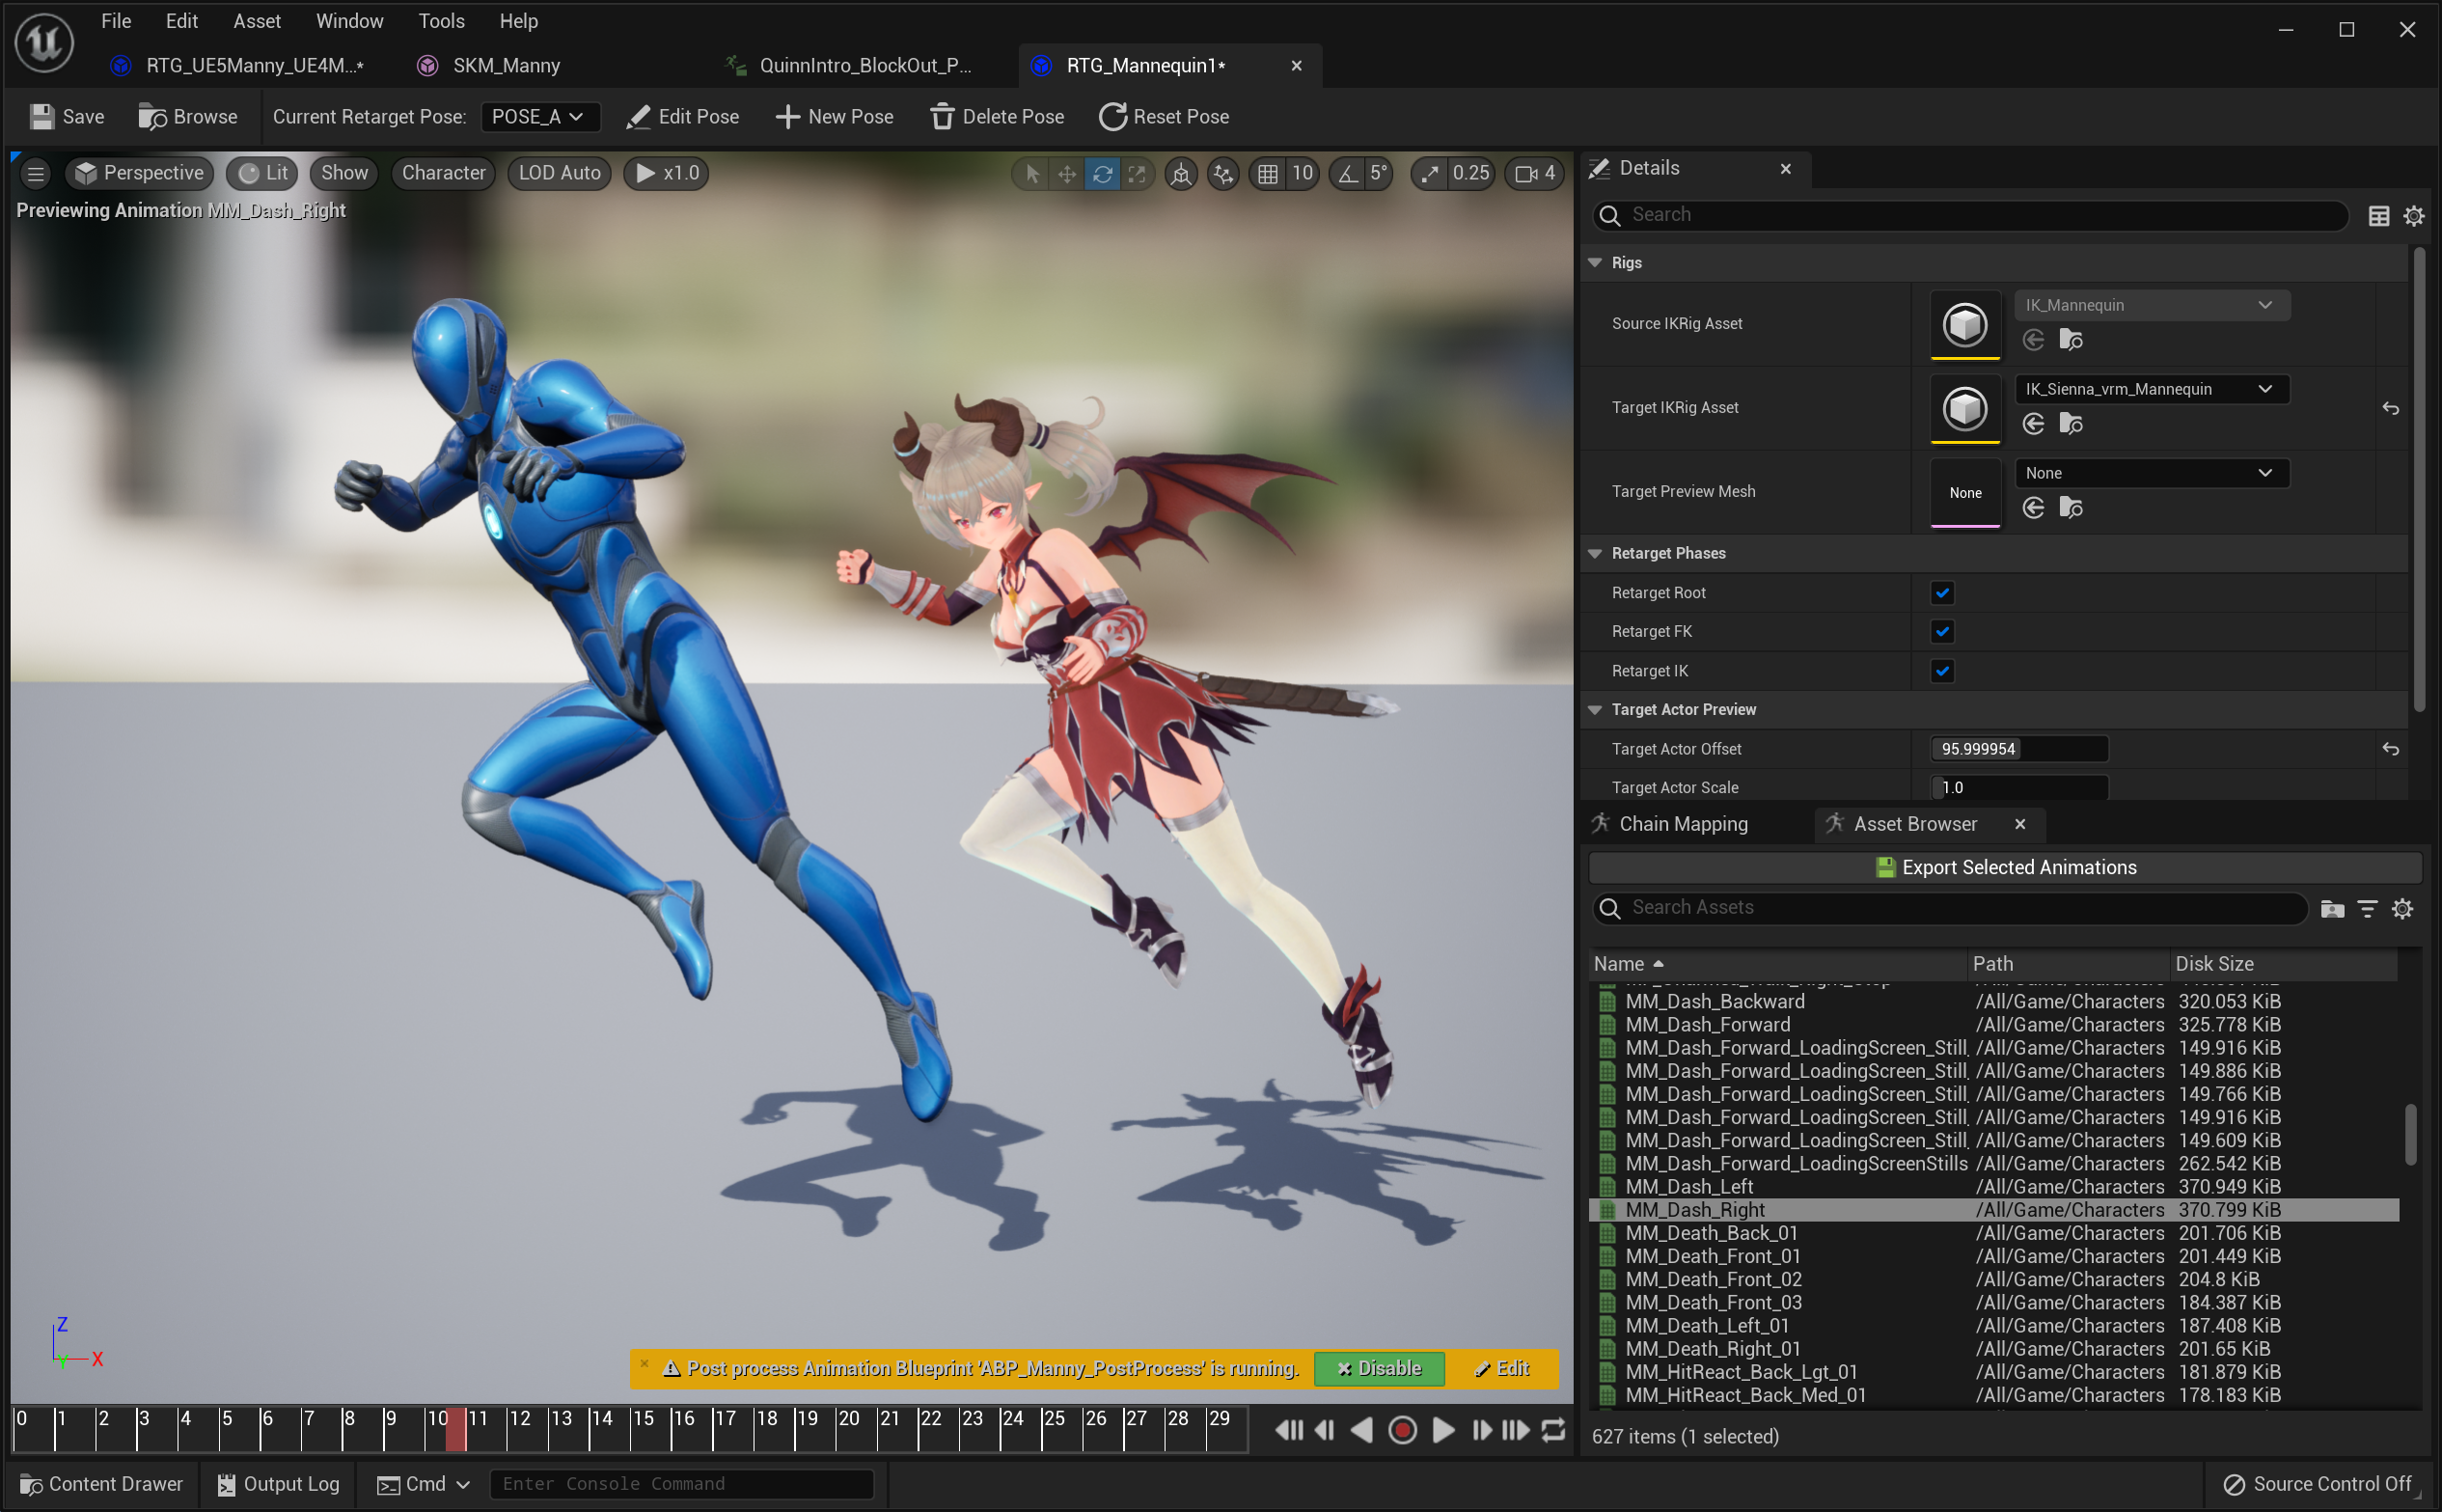 File Edit Asset Window Tools Help
RTG_UE5Manny_UE4M...* SKM_Manny QuinnIntro_BlockOut_P... RTG_Mannequin1*
Save Browse Current Retarget Pose: POSE_A Edit Pose New Pose Delete Pose Reset Pose
Perspective Lit Show Character LOD Auto x1.0 10 5° 0.25 4
Previewing Animation MM_Dash_Right
Details
Search
Rigs
Source IKRig Asset IK_Mannequin
Target IKRig Asset IK_Sienna_vrm_Mannequin
Target Preview Mesh None None
Retarget Phases
Retarget Root
Retarget FK
Retarget IK
Target Actor Preview
Target Actor Offset 95.999954
Target Actor Scale 1.0
Chain Mapping Asset Browser
Export Selected Animations
Search Assets
Name Path Disk Size
MM_Dash_Backward /All/Game/Characters 320.053 KiB
MM_Dash_Forward /All/Game/Characters 325.778 KiB
MM_Dash_Forward_LoadingScreen_Still_ /All/Game/Characters 149.916 KiB
MM_Dash_Forward_LoadingScreen_Still_ /All/Game/Characters 149.886 KiB
MM_Dash_Forward_LoadingScreen_Still_ /All/Game/Characters 149.766 KiB
MM_Dash_Forward_LoadingScreen_Still_ /All/Game/Characters 149.916 KiB
MM_Dash_Forward_LoadingScreen_Still_ /All/Game/Characters 149.609 KiB
MM_Dash_Forward_LoadingScreenStills /All/Game/Characters 262.542 KiB
MM_Dash_Left /All/Game/Characters 370.949 KiB
MM_Dash_Right /All/Game/Characters 370.799 KiB
MM_Death_Back_01 /All/Game/Characters 201.706 KiB
MM_Death_Front_01 /All/Game/Characters 201.449 KiB
MM_Death_Front_02 /All/Game/Characters 204.8 KiB
MM_Death_Front_03 /All/Game/Characters 184.387 KiB
MM_Death_Left_01 /All/Game/Characters 187.408 KiB
MM_Death_Right_01 /All/Game/Characters 201.65 KiB
MM_HitReact_Back_Lgt_01 /All/Game/Characters 181.879 KiB
MM_HitReact_Back_Med_01 /All/Game/Characters 178.183 KiB
627 items (1 selected)
Z
Y X
Post process Animation Blueprint 'ABP_Manny_PostProcess' is running. Disable Edit
0 1 2 3 4 5 6 7 8 9 10 11 12 13 14 15 16 17 18 19 20 21 22 23 24 25 26 27 28 29
Content Drawer Output Log Cmd Enter Console Command Source Control Off